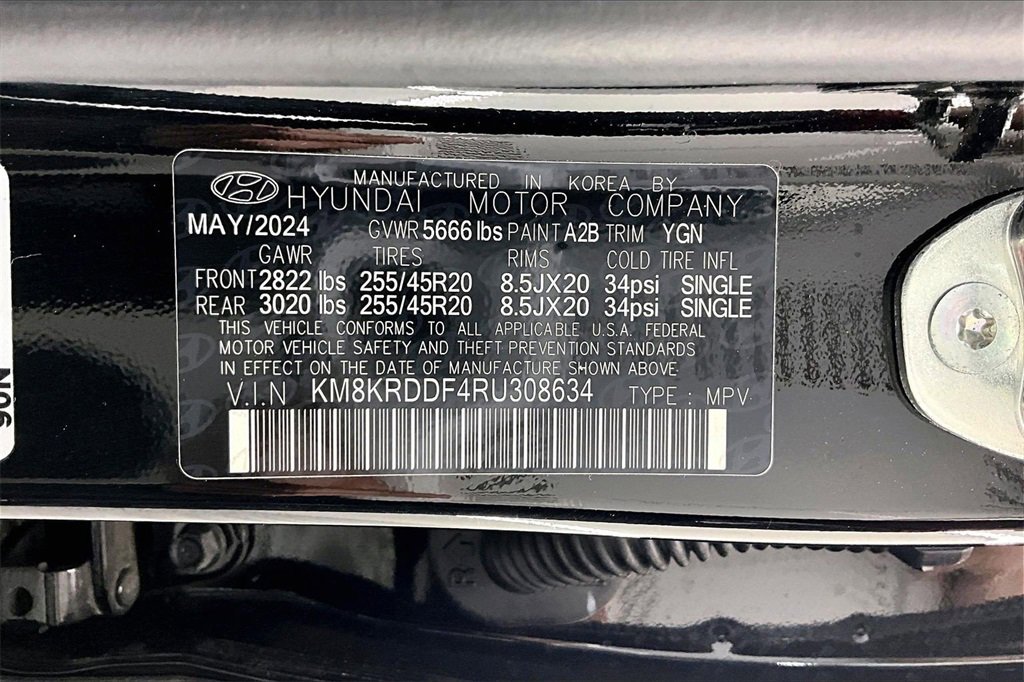 MANUFACTURED IN KOREA BY
HYUNDAI MOTOR COMPANY
MAY/2024 GVWR 5666 lbs PAINT A2B TRIM YGN
GAWR TIRES RIMS COLD TIRE INFL
FRONT 2822 lbs 255/45R20 8.5JX20 34psi SINGLE
REAR 3020 lbs 255/45R20 8.5JX20 34psi SINGLE
THIS VEHICLE CONFORMS TO ALL APPLICABLE U.S.A. FEDERAL
MOTOR VEHICLE SAFETY AND THEFT PREVENTION STANDARDS
IN EFFECT ON THE DATE OF MANUFACTURE SHOWN ABOVE
V.I.N KM8KRDDF4RU308634 TYPE : MPV
90N